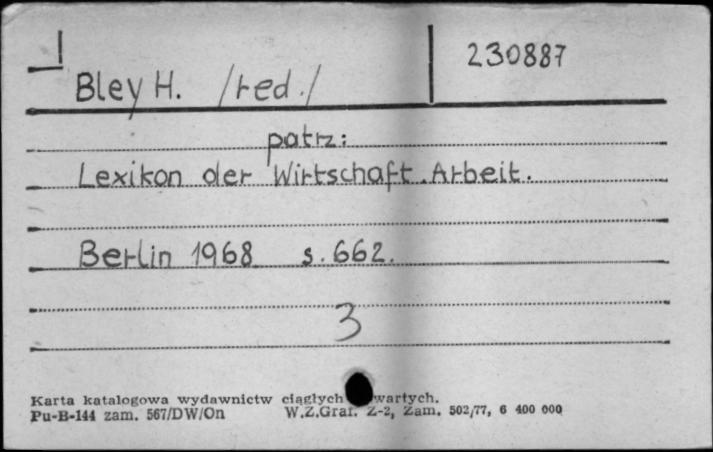 230887
Bley H. /red./
patrz:
Lexikon der Wirtschaft. Arbeit.
Berlin 1968 s. 662.
3
Karta katalogowa wydawnictw ciągłych wartych.
Pu-B-144 zam. 567/DW/On W.Z.Graf. Z-2, Zam. 502/77, 6 400 000